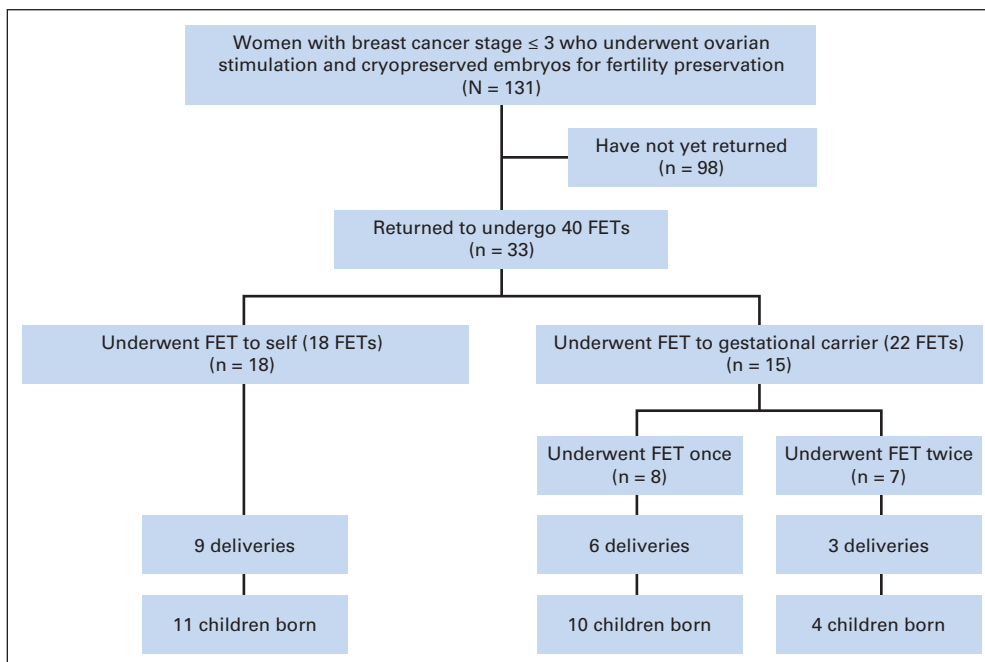 Women with breast cancer stage ≤ 3 who underwent ovarian
stimulation and cryopreserved embryos for fertility preservation
(N = 131)
Have not yet returned
(n = 98)
Returned to undergo 40 FETs
(n = 33)
Underwent FET to self (18 FETs)
(n = 18)
Underwent FET to gestational carrier (22 FETs)
(n = 15)
Underwent FET once
(n = 8)
Underwent FET twice
(n = 7)
9 deliveries
6 deliveries
3 deliveries
11 children born
10 children born
4 children born